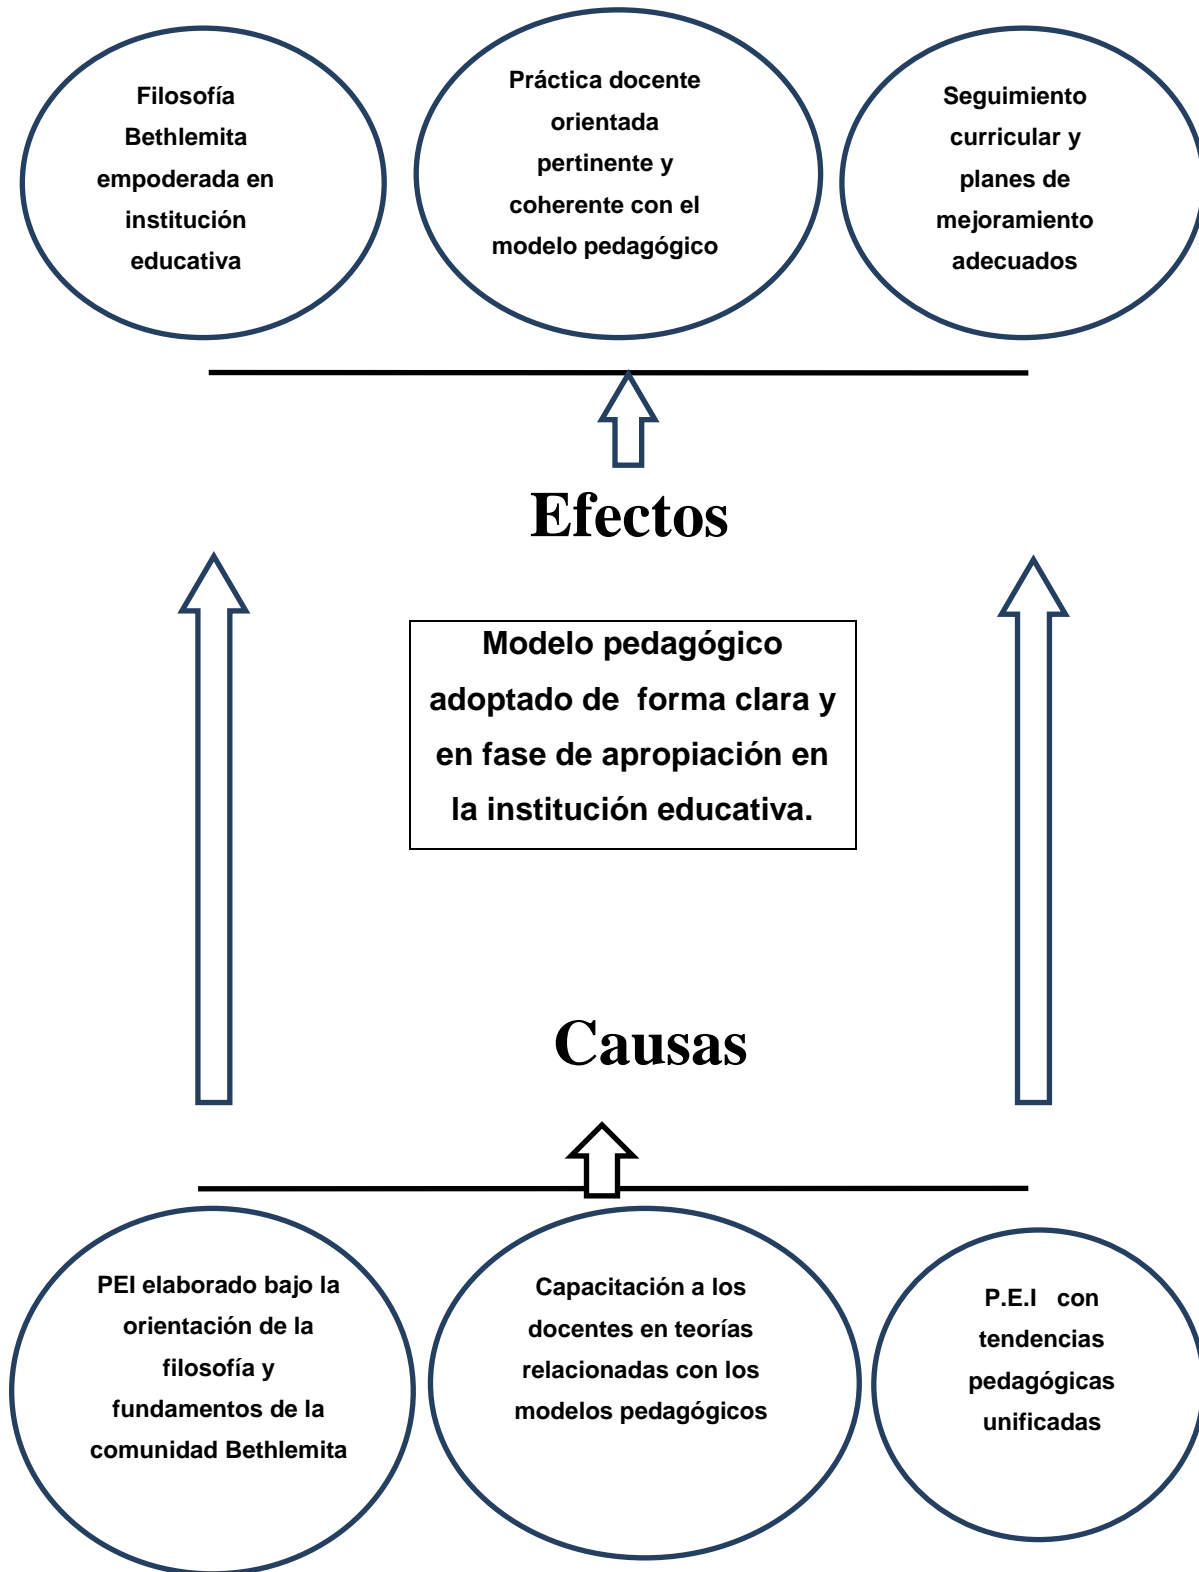 Filosofía
Bethlemita
empoderada en
institución
educativa
Práctica docente
orientada
pertinente y
coherente con el
modelo pedagógico
Seguimiento
curricular y
planes de
mejoramiento
adecuados
Efectos
Modelo pedagógico
adoptado de  forma clara y
en fase de apropiación en
la institución educativa.
Causas
PEI elaborado bajo la
orientación de la
filosofía y
fundamentos de la
comunidad Bethlemita
Capacitación a los
docentes en teorías
relacionadas con los
modelos pedagógicos
P.E.I   con
tendencias
pedagógicas
unificadas